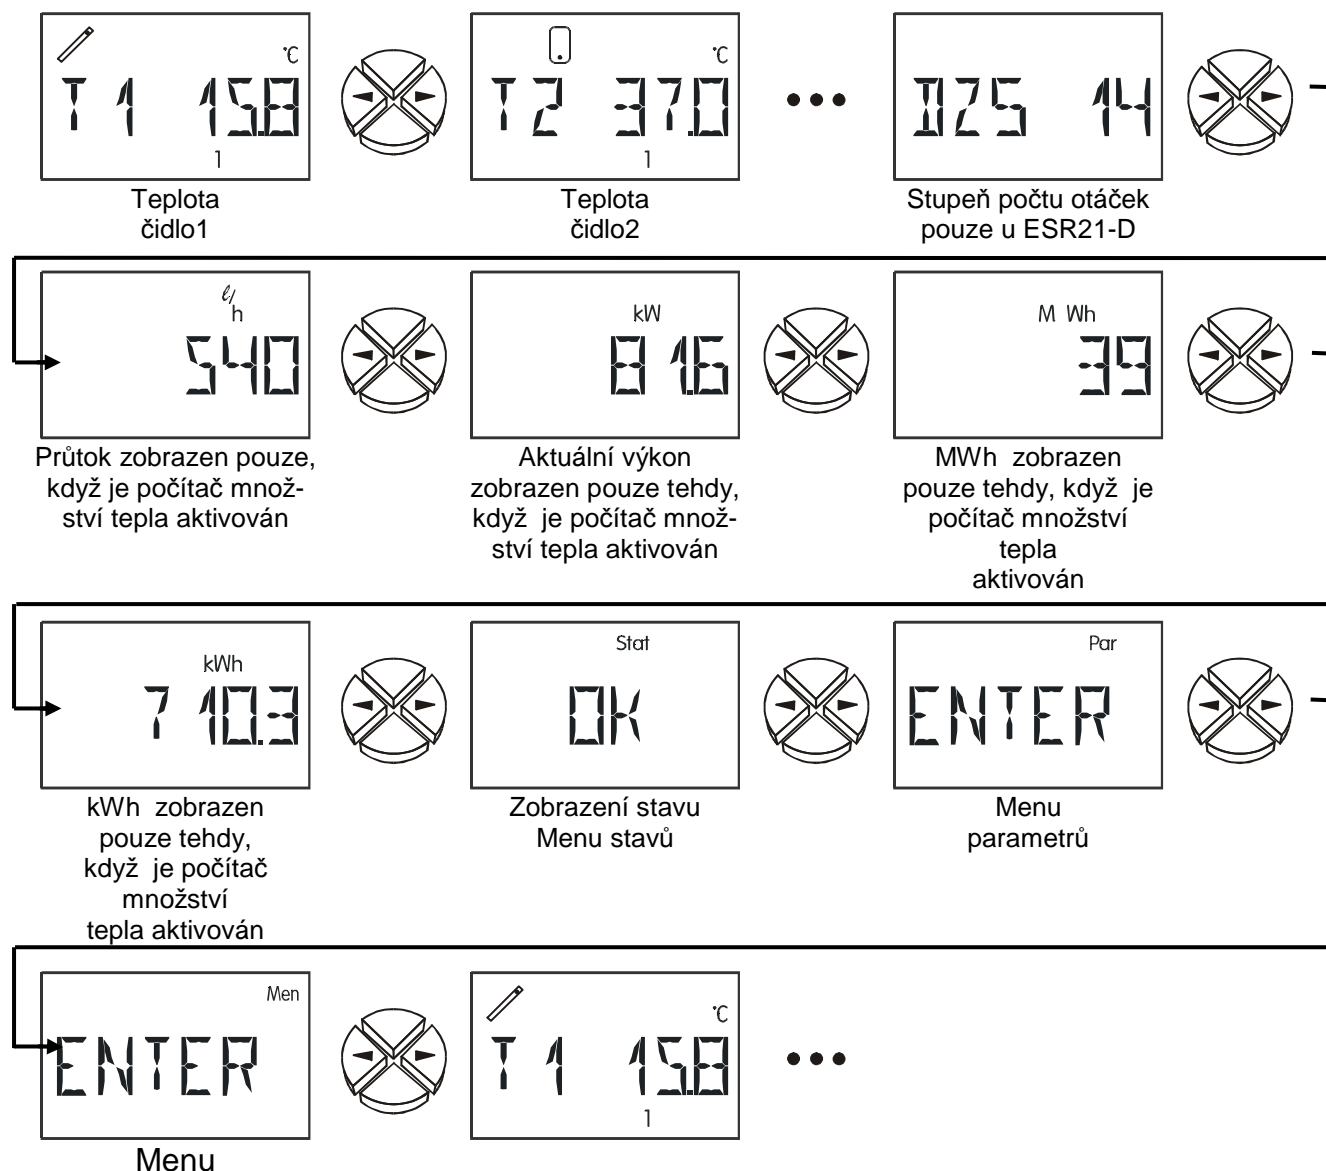 °C
T 1 15.8
1
Teplota
čidlo1
°C
T 2 37.0
1
Teplota
čidlo2
DZS 14
Stupeň počtu otáček
pouze u ESR21-D
l/h
540
Průtok zobrazen pouze,
když je počítač množ-
ství tepla aktivován
kW
81.6
Aktuální výkon
zobrazen pouze tehdy,
když je počítač množ-
ství tepla aktivován
M Wh
39
MWh zobrazen
pouze tehdy, když je
počítač množství
tepla
aktivován
kWh
710.3
kWh zobrazen
pouze tehdy,
když je počítač
množství
tepla aktivován
Stat
OK
Zobrazení stavu
Menu stavů
Par
ENTER
Menu
parametrů
Men
ENTER
Menu
°C
T 1 15.8
1